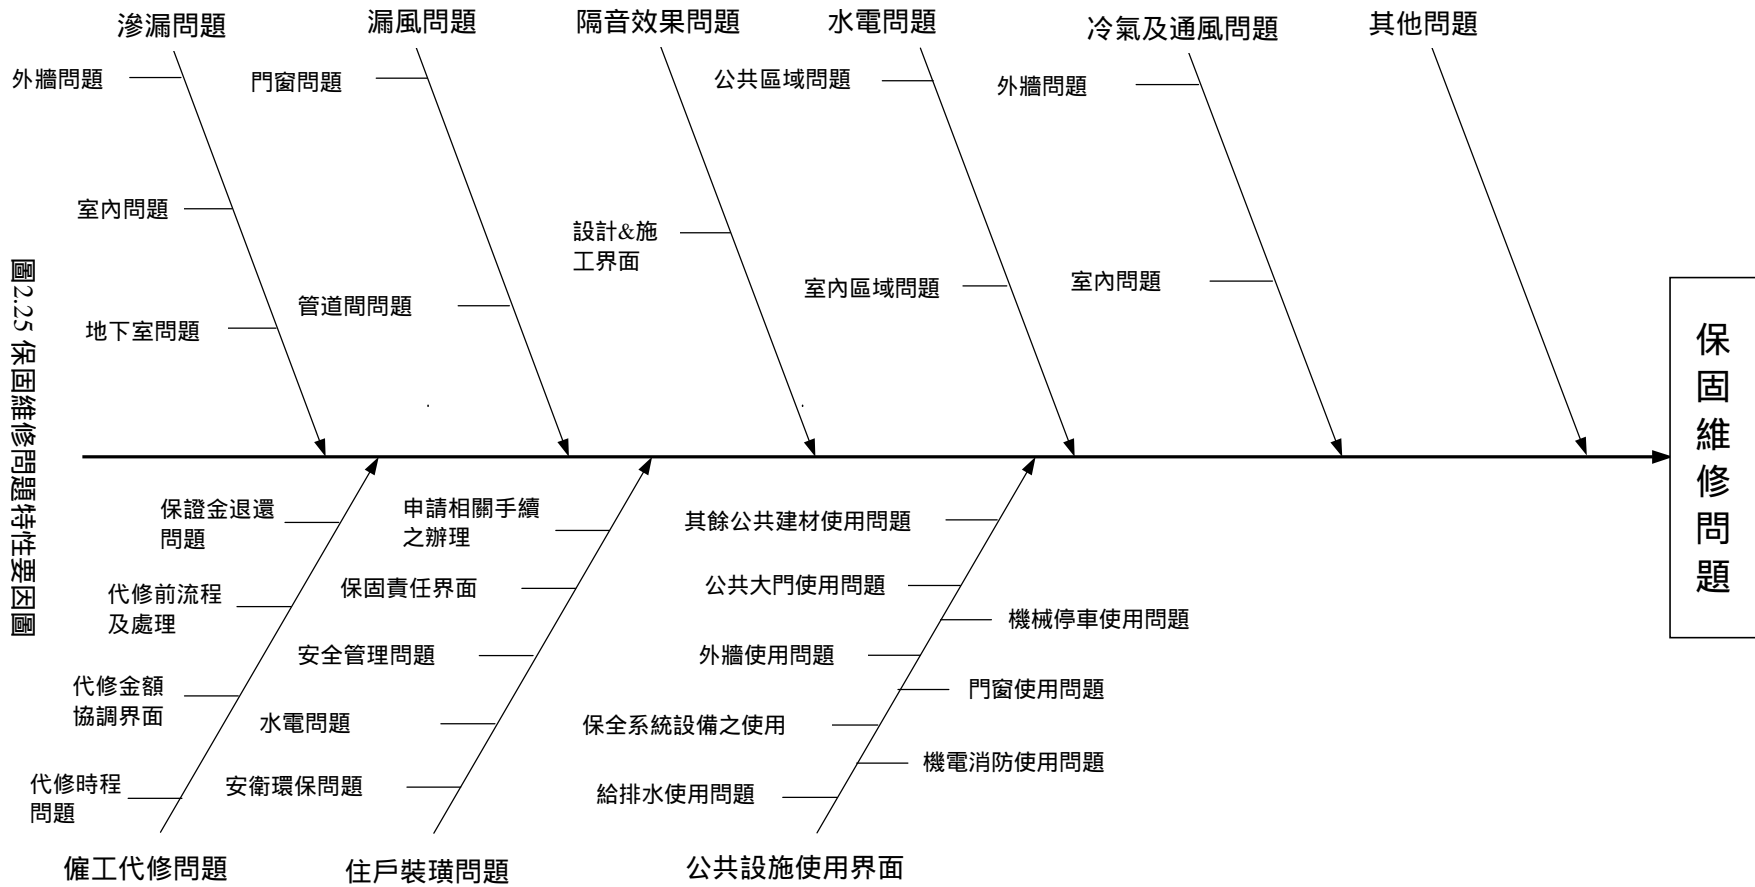 滲漏問題
漏風問題
隔音效果問題
水電問題
冷氣及通風問題
其他問題
外牆問題
室內問題
地下室問題
門窗問題
管道間問題
設計&施
工界面
公共區域問題
室內區域問題
外牆問題
室內問題
保固維修問題
保證金退還
問題
代修前流程
及處理
代修金額
協調界面
代修時程
問題
申請相關手續
之辦理
保固責任界面
安全管理問題
水電問題
安衛環保問題
其餘公共建材使用問題
公共大門使用問題
外牆使用問題
保全系統設備之使用
給排水使用問題
機械停車使用問題
門窗使用問題
機電消防使用問題
僱工代修問題
住戶裝璜問題
公共設施使用界面
圖2.25 保固維修問題特性要因圖